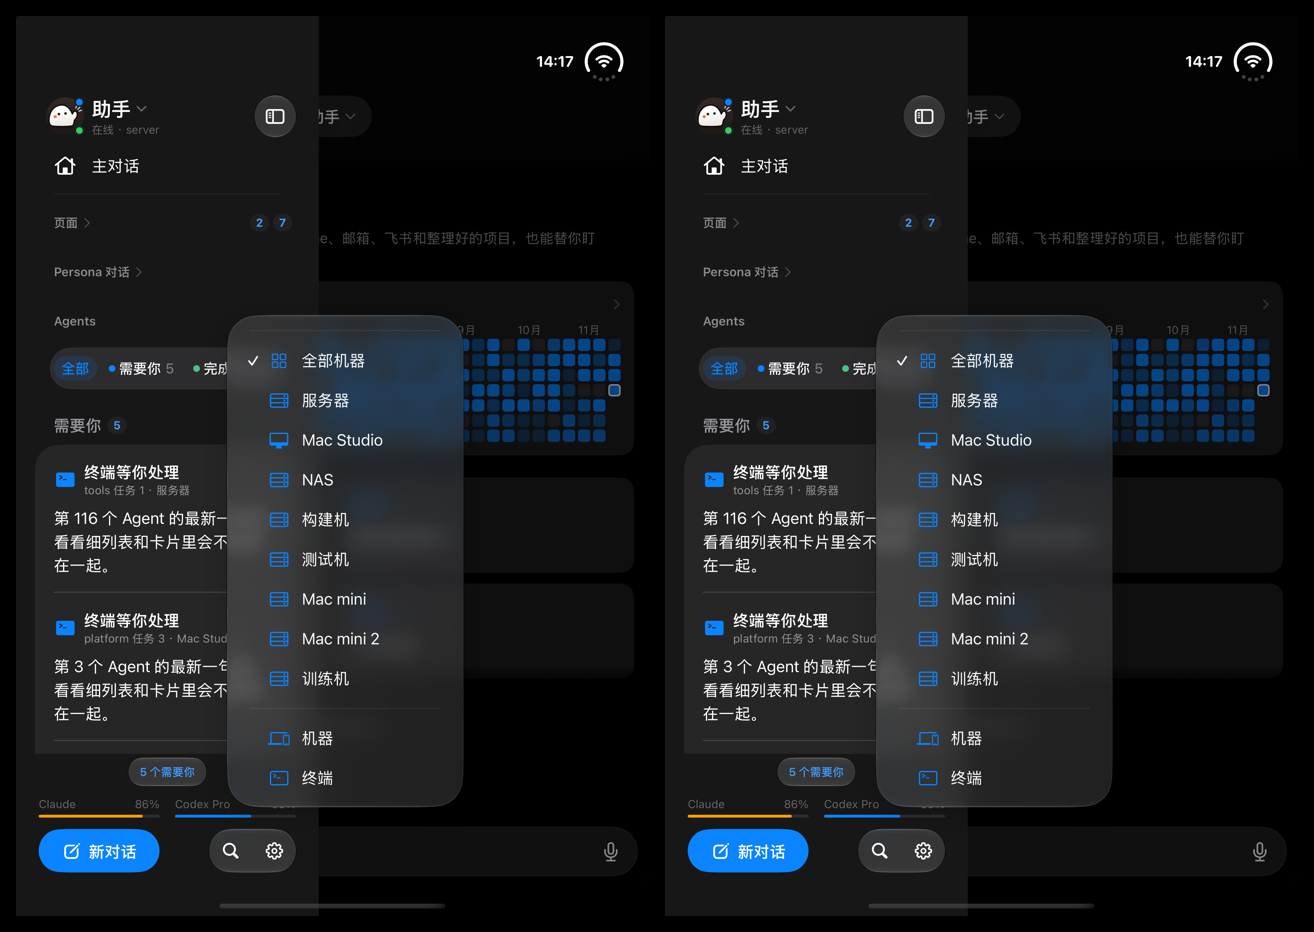 14:17
助手
在线 · server
手
主对话
页面
2 7
e、邮箱、飞书和整理好的项目，也能替你盯
Persona 对话
Agents
月 10月 11月
全部 需要你 5 完成
需要你 5
终端等你处理
tools 任务 1 · 服务器
第 116 个 Agent 的最新一
看看细列表和卡片里会不
在一起。
终端等你处理
platform 任务 3 · Mac Stud
第 3 个 Agent 的最新一
看看细列表和卡片里会不
在一起。
全部机器
服务器
Mac Studio
NAS
构建机
测试机
Mac mini
Mac mini 2
训练机
机器
终端
5 个需要你
Claude 86% Codex Pro
新对话
14:17
助手
在线 · server
手
主对话
页面
2 7
e、邮箱、飞书和整理好的项目，也能替你盯
Persona 对话
Agents
月 10月 11月
全部 需要你 5 完成
需要你 5
终端等你处理
tools 任务 1 · 服务器
第 116 个 Agent 的最新一
看看细列表和卡片里会不
在一起。
终端等你处理
platform 任务 3 · Mac Stud
第 3 个 Agent 的最新一
看看细列表和卡片里会不
在一起。
全部机器
服务器
Mac Studio
NAS
构建机
测试机
Mac mini
Mac mini 2
训练机
机器
终端
5 个需要你
Claude 86% Codex Pro
新对话